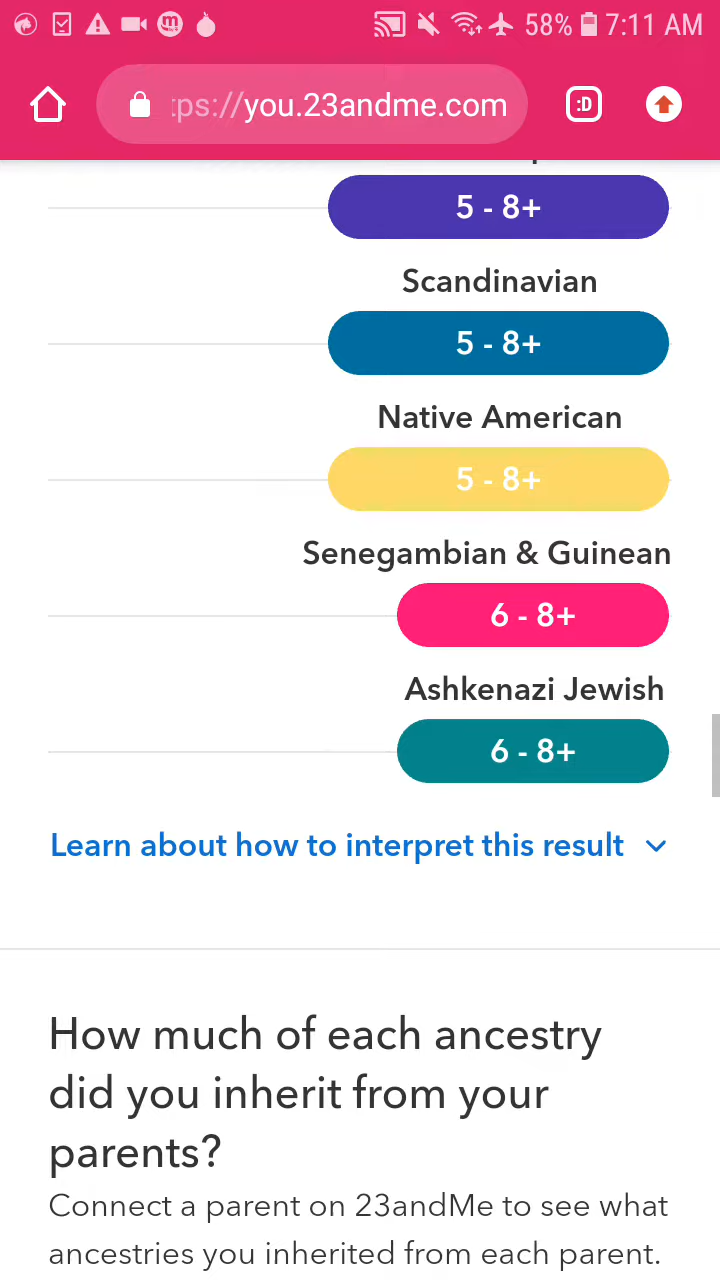 58% 7:11 AM
ps://you.23andme.com :D
5 - 8+
Scandinavian
5 - 8+
Native American
5 - 8+
Senegambian & Guinean
6 - 8+
Ashkenazi Jewish
6 - 8+
Learn about how to interpret this result
How much of each ancestry
did you inherit from your
parents?
Connect a parent on 23andMe to see what
ancestries you inherited from each parent.